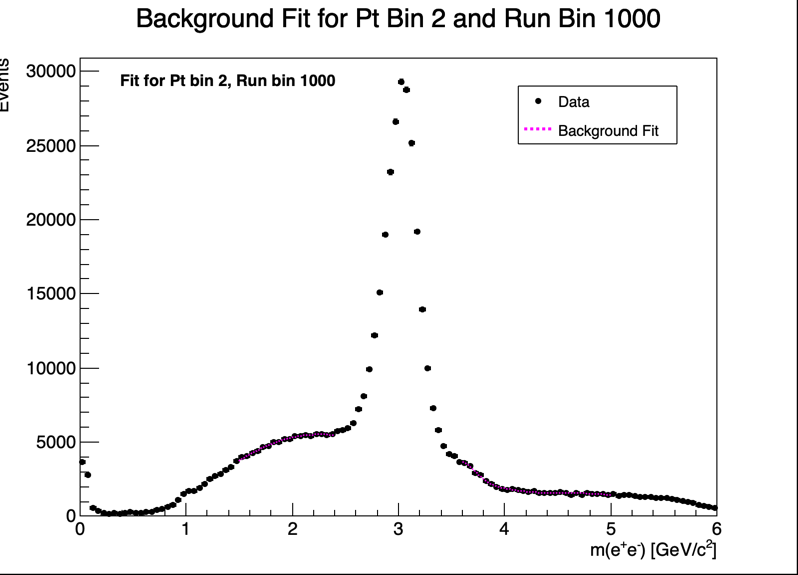 Background Fit for Pt Bin 2 and Run Bin 1000
Events
30000
25000
20000
15000
10000
5000
0
Fit for Pt bin 2, Run bin 1000
Data
Background Fit
0 1 2 3 4 5 6
m(e⁺e⁻) [GeV/c²]